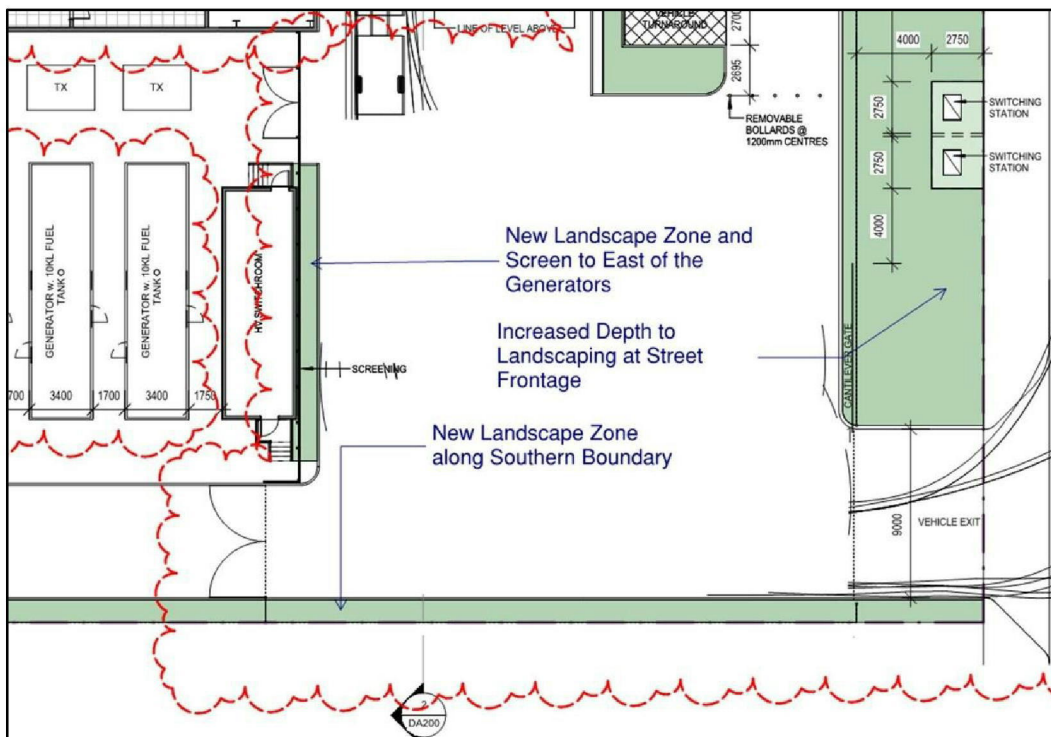 LINE OF LEVEL ABOVE
VEHICLE
TURNAROUND
2700
2695
4000
2750
TX
TX
REMOVABLE
BOLLARDS @
1200mm CENTRES
2750
2750
4000
SWITCHING
STATION
SWITCHING
STATION
GENERATOR w. 10KL FUEL
TANK
GENERATOR w. 10KL FUEL
TANK
HV SWITCHROOM
New Landscape Zone and
Screen to East of the
Generators
Increased Depth to
Landscaping at Street
Frontage
CANTILEVER GATE
SCREENING
700
3400
1700
3400
1750
New Landscape Zone
along Southern Boundary
9000
VEHICLE EXIT
2
DA200